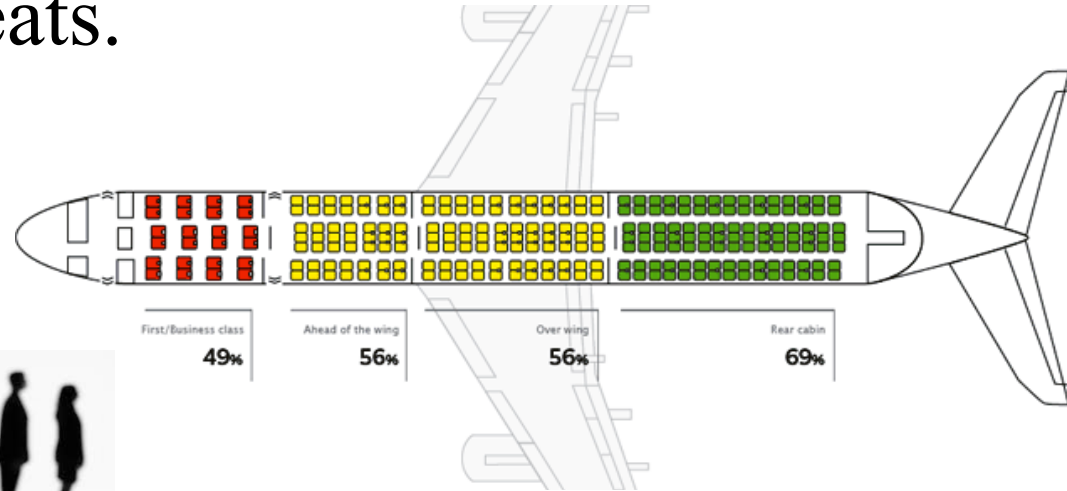 eats.
First/Business class
49%
Ahead of the wing
56%
Over wing
56%
Rear cabin
69%